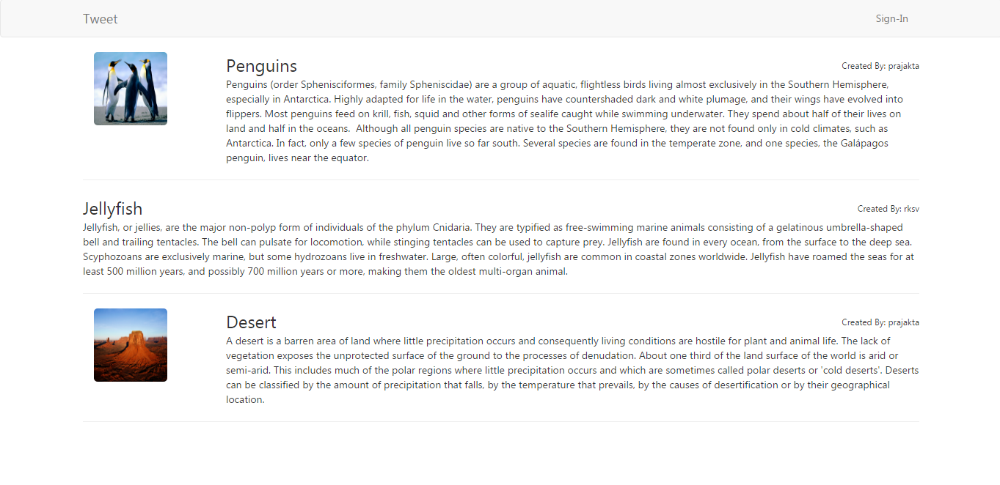 Tweet
Sign-In
Penguins
Created By: prajakta
Penguins (order Sphenisciformes, family Spheniscidae) are a group of aquatic, flightless birds living almost exclusively in the Southern Hemisphere,
especially in Antarctica. Highly adapted for life in the water, penguins have countershaded dark and white plumage, and their wings have evolved into
flippers. Most penguins feed on krill, fish, squid and other forms of sealife caught while swimming underwater. They spend about half of their lives on
land and half in the oceans.  Although all penguin species are native to the Southern Hemisphere, they are not found only in cold climates, such as
Antarctica. In fact, only a few species of penguin live so far south. Several species are found in the temperate zone, and one species, the Galápagos
penguin, lives near the equator.
Jellyfish
Created By: rksv
Jellyfish, or jellies, are the major non-polyp form of individuals of the phylum Cnidaria. They are typified as free-swimming marine animals consisting of a gelatinous umbrella-shaped
bell and trailing tentacles. The bell can pulsate for locomotion, while stinging tentacles can be used to capture prey. Jellyfish are found in every ocean, from the surface to the deep sea.
Scyphozoans are exclusively marine, but some hydrozoans live in freshwater. Large, often colorful, jellyfish are common in coastal zones worldwide. Jellyfish have roamed the seas for at
least 500 million years, and possibly 700 million years or more, making them the oldest multi-organ animal.
Desert
Created By: prajakta
A desert is a barren area of land where little precipitation occurs and consequently living conditions are hostile for plant and animal life. The lack of
vegetation exposes the unprotected surface of the ground to the processes of denudation. About one third of the land surface of the world is arid or
semi-arid. This includes much of the polar regions where little precipitation occurs and which are sometimes called polar deserts or 'cold deserts'. Deserts
can be classified by the amount of precipitation that falls, by the temperature that prevails, by the causes of desertification or by their geographical
location.